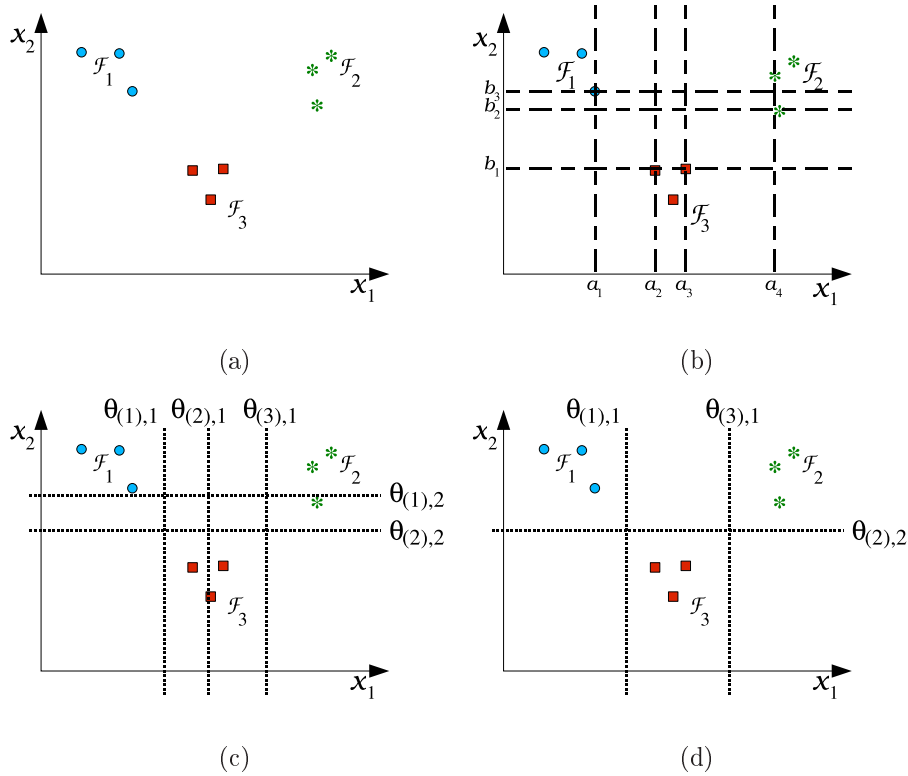 x₂
ℱ₁
ℱ₂
ℱ₃
x₁
(a)
x₂
ℱ₁
ℱ₂
b₃
b₂
b₁
ℱ₃
a₁ a₂ a₃ a₄ x₁
(b)
θ(1),1 θ(2),1 θ(3),1
x₂
ℱ₁
ℱ₂
θ(1),2
θ(2),2
ℱ₃
x₁
(c)
θ(1),1 θ(3),1
x₂
ℱ₁
ℱ₂
θ(2),2
ℱ₃
x₁
(d)